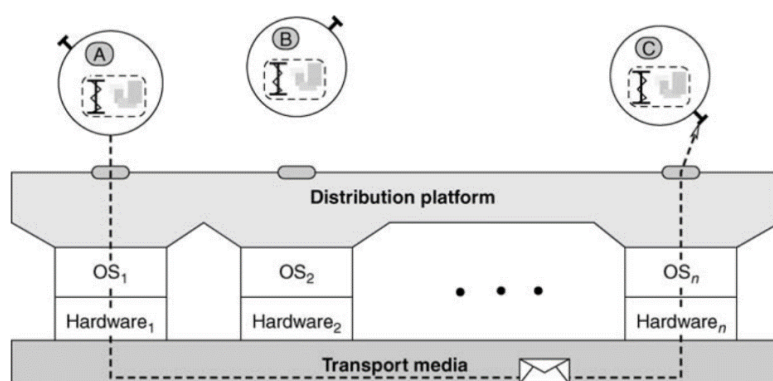 A
B
C
Distribution platform
OS1
OS2
OSn
Hardware1
Hardware2
Hardwaren
Transport media